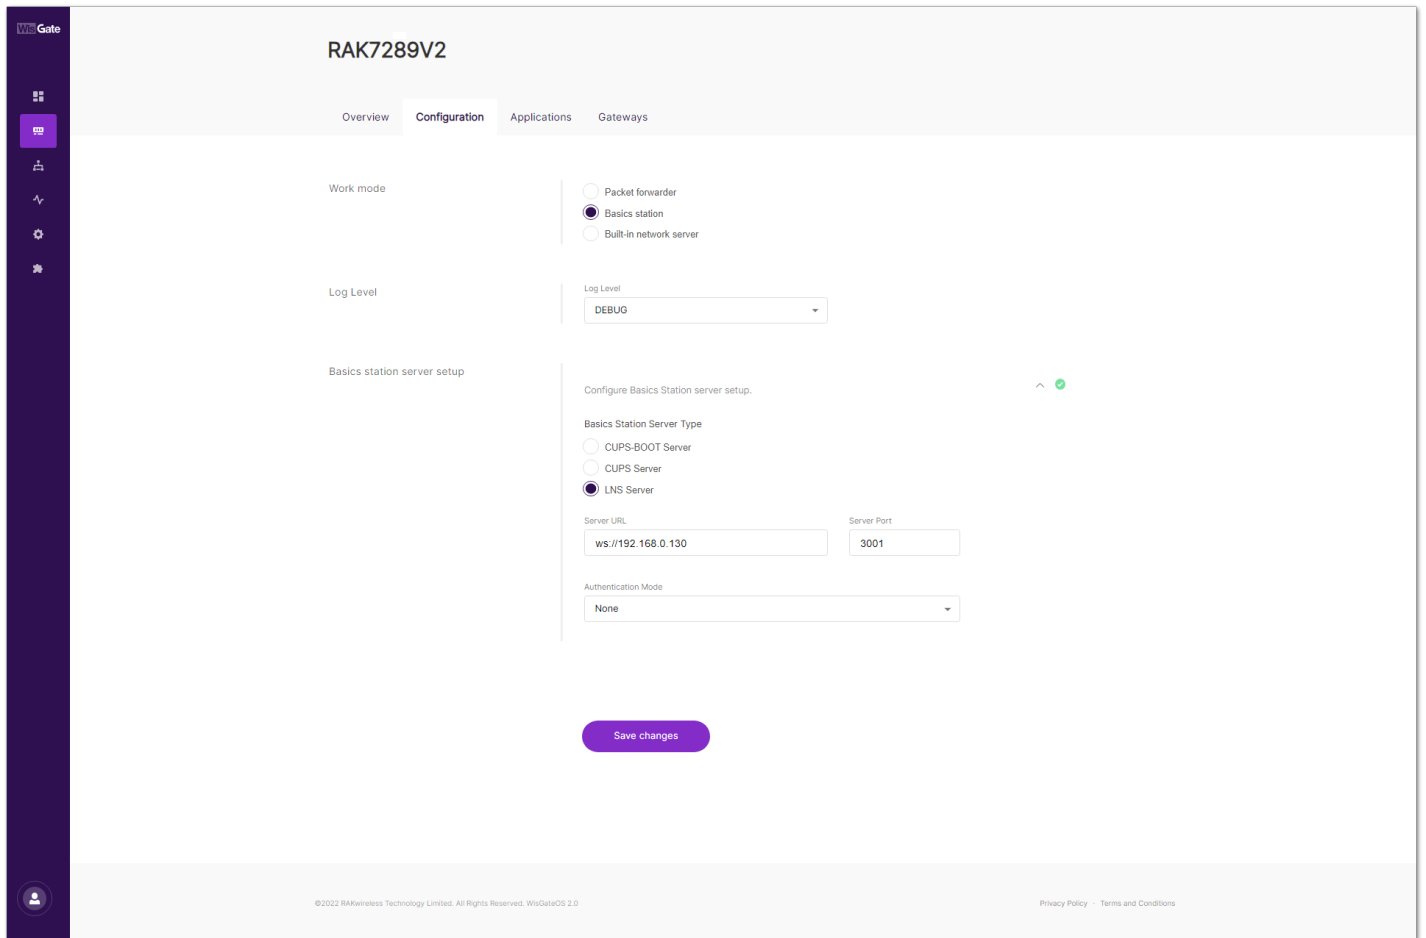 WisGate
RAK7289V2
Overview Configuration Applications Gateways
Work mode
Packet forwarder
Basics station
Built-in network server
Log Level
Log Level
DEBUG
Basics station server setup
Configure Basics Station server setup.
Basics Station Server Type
CUPS-BOOT Server
CUPS Server
LNS Server
Server URL Server Port
ws://192.168.0.130 3001
Authentication Mode
None
Save changes
©2022 RAKwireless Technology Limited. All Rights Reserved. WisGateOS 2.0 Privacy Policy · Terms and Conditions